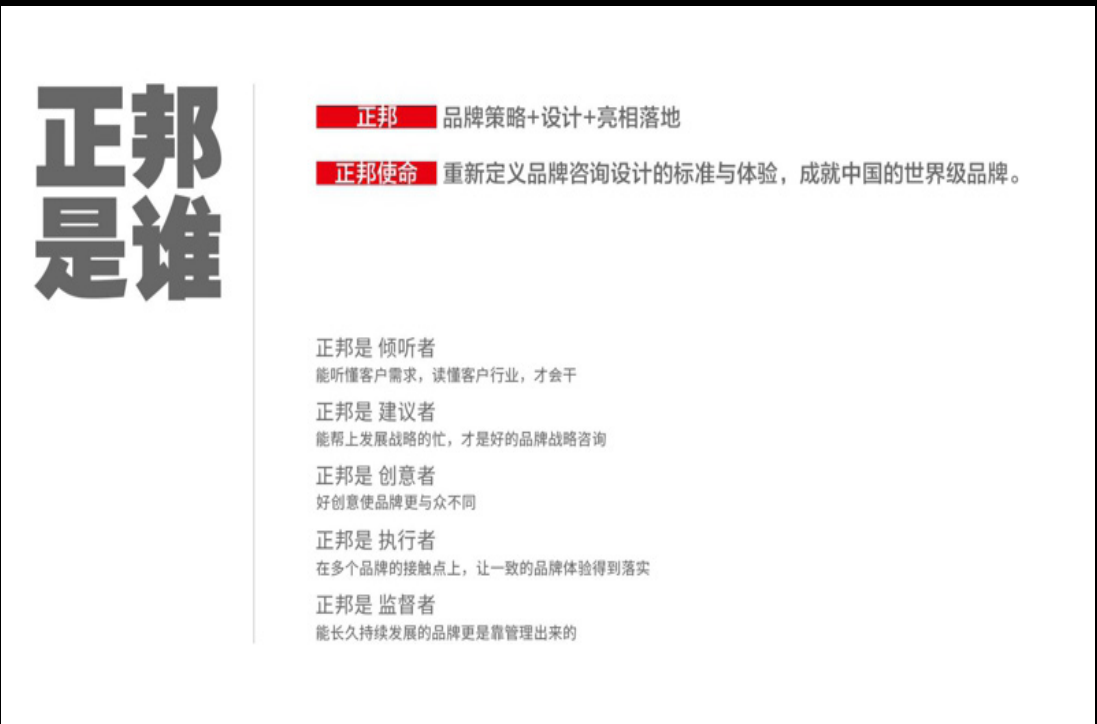 正邦
是谁
正邦 品牌策略+设计+亮相落地
正邦使命 重新定义品牌咨询设计的标准与体验，成就中国的世界级品牌。
正邦是 倾听者
能听懂客户需求，读懂客户行业，才会干
正邦是 建议者
能帮上发展战略的忙，才是好的品牌战略咨询
正邦是 创意者
好创意使品牌更与众不同
正邦是 执行者
在多个品牌的接触点上，让一致的品牌体验得到落实
正邦是 监督者
能长久持续发展的品牌更是靠管理出来的